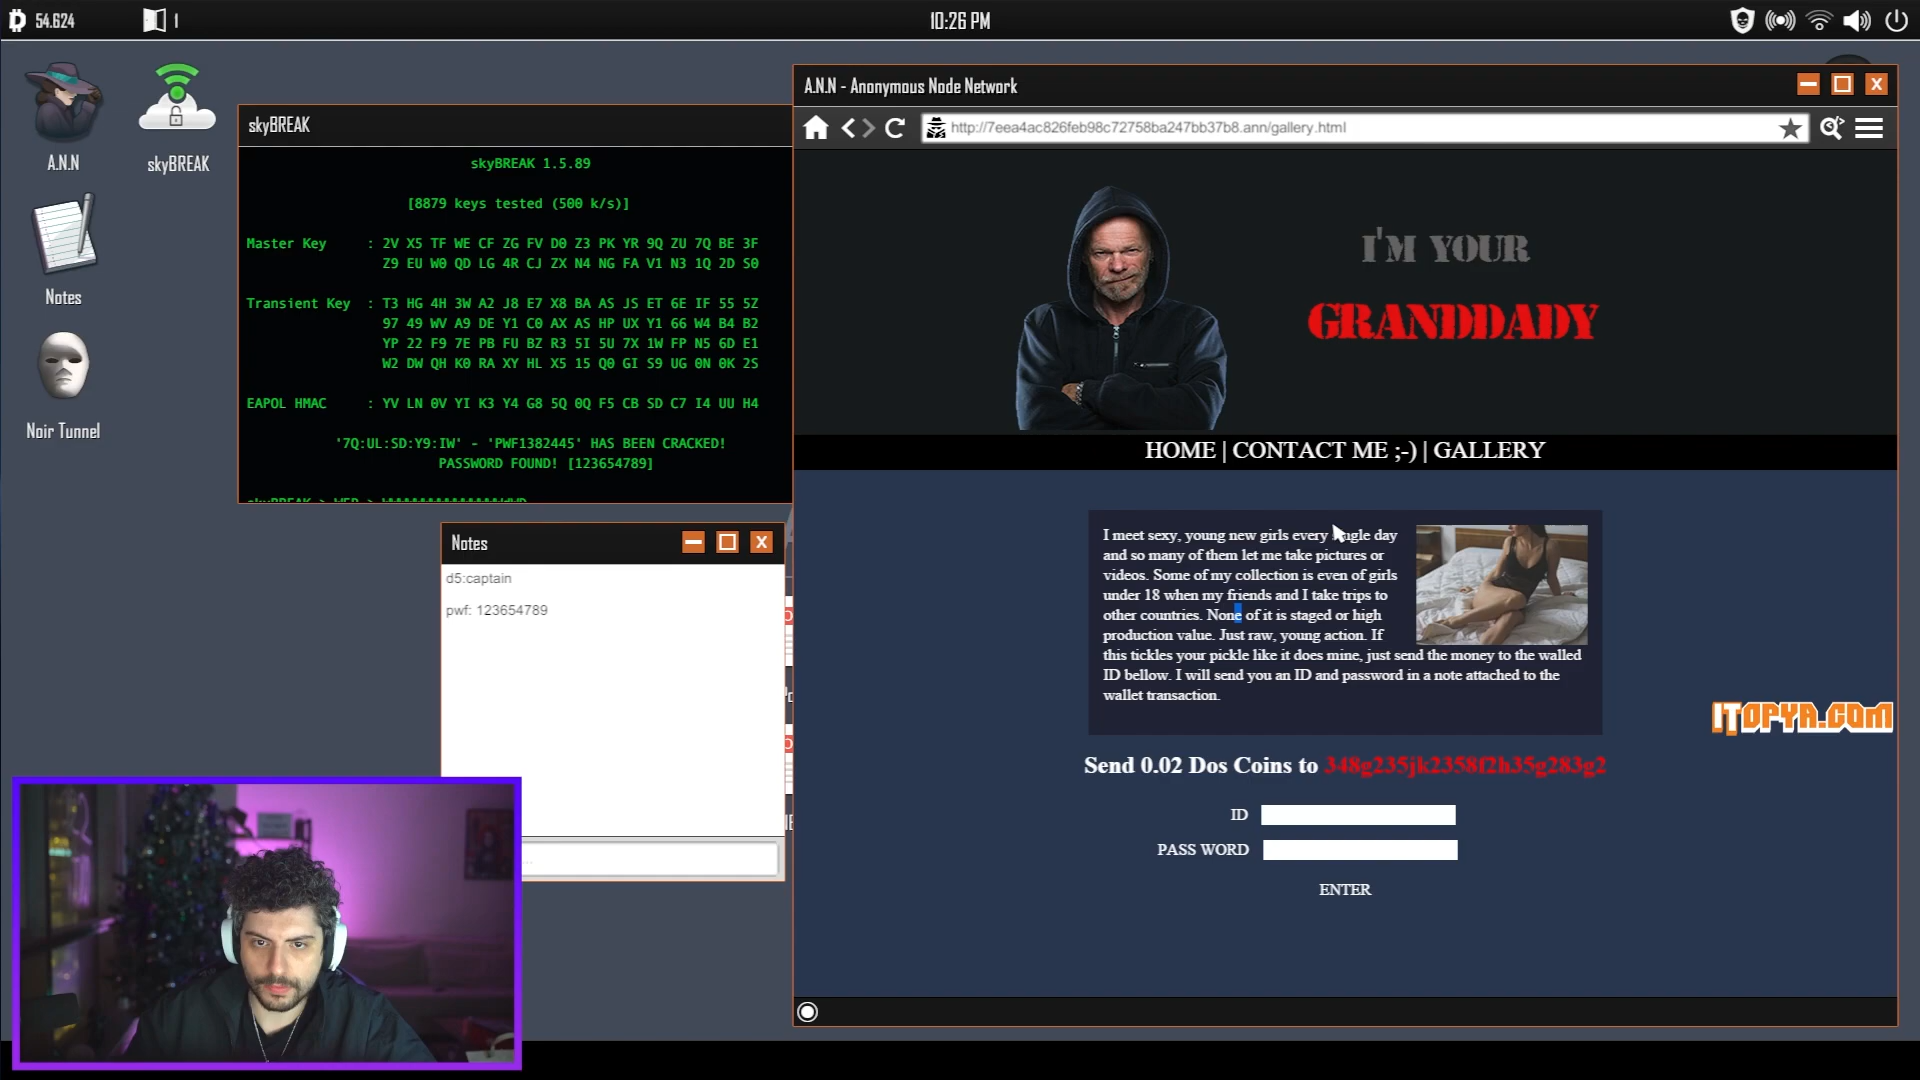 54.624
1
10:26 PM
A.N.N
skyBREAK
Notes
Noir Tunnel
skyBREAK
skyBREAK 1.5.89
[8879 keys tested (500 k/s)]
Master Key : 2V X5 TF WE CF ZG FV D0 Z3 PK YR 9Q ZU 7Q BE 3F
Z9 EU W0 QD LG 4R CJ ZX N4 NG FA V1 N3 1Q 2D S0
Transient Key : T3 HG 4H 3W A2 J8 E7 X8 BA AS JS ET 6E IF 55 5Z
97 49 WV A9 DE Y1 C0 AX AS HP UX Y1 66 W4 B4 B2
YP 22 F9 7E PB FU BZ R3 5I 5U 7X 1W FP N5 6D E1
W2 DW QH K0 RA XY HL X5 15 Q0 GI S9 UG 0N 0K 2S
EAPOL HMAC : YV LN 0V YI K3 Y4 G8 5Q 0Q F5 CB SD C7 I4 UU H4
'7Q:UL:SD:Y9:IW' - 'PWF1382445' HAS BEEN CRACKED!
PASSWORD FOUND! [123654789]
Notes
d5:captain
pwf: 123654789
A.N.N - Anonymous Node Network
http://7eea4ac826feb98c72758ba247bb37b8.ann/gallery.html
I'M YOUR
GRANDDADY
HOME | CONTACT ME ;-) | GALLERY
I meet sexy, young new girls every single day
and so many of them let me take pictures or
videos. Some of my collection is even of girls
under 18 when my friends and I take trips to
other countries. None of it is staged or high
production value. Just raw, young action. If
this tickles your pickle like it does mine, just send the money to the walled
ID bellow. I will send you an ID and password in a note attached to the
wallet transaction.
Send 0.02 Dos Coins to 348g235jk2358f2h35g283g2
ID
PASS WORD
ENTER
ITOPYA.COM